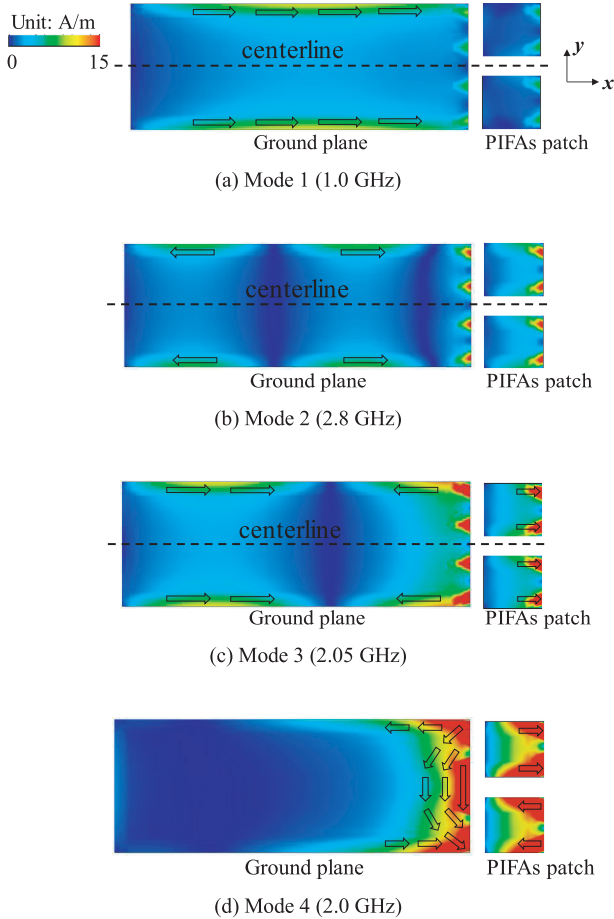 Unit: A/m
0 15
centerline
y
x
Ground plane PIFAs patch
(a) Mode 1 (1.0 GHz)
centerline
Ground plane PIFAs patch
(b) Mode 2 (2.8 GHz)
centerline
Ground plane PIFAs patch
(c) Mode 3 (2.05 GHz)
Ground plane PIFAs patch
(d) Mode 4 (2.0 GHz)